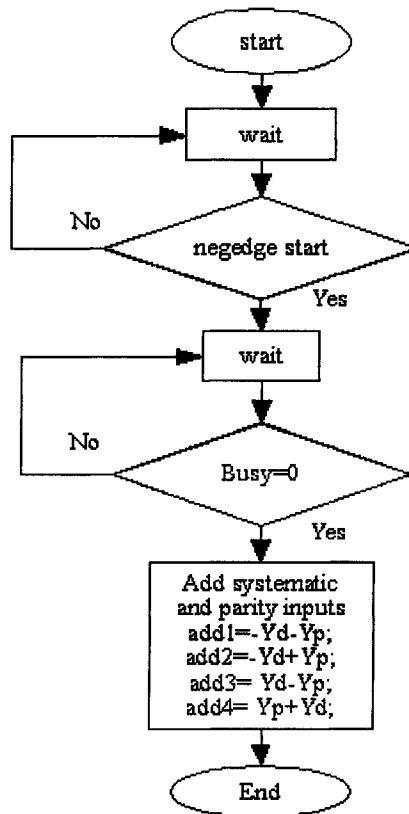 start
wait
No
negedge start
Yes
wait
No
Busy=0
Yes
Add systematic
and parity inputs
add1=-Yd-Yp;
add2=-Yd+Yp;
add3= Yd-Yp;
add4= Yp+Yd;
End